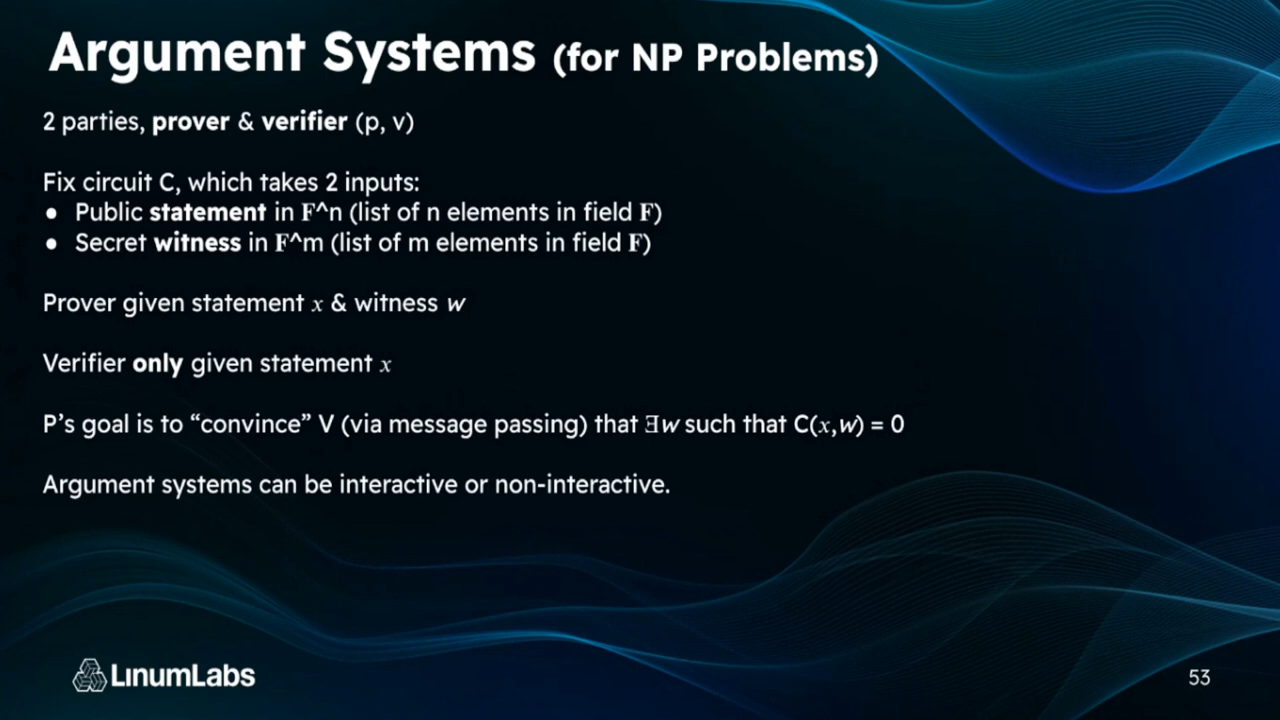 Argument Systems (for NP Problems)
2 parties, prover & verifier (p, v)
Fix circuit C, which takes 2 inputs:
● Public statement in F^n (list of n elements in field F)
● Secret witness in F^m (list of m elements in field F)
Prover given statement x & witness w
Verifier only given statement x
P’s goal is to “convince” V (via message passing) that ∃w such that C(x,w) = 0
Argument systems can be interactive or non-interactive.
LınumLabs
53